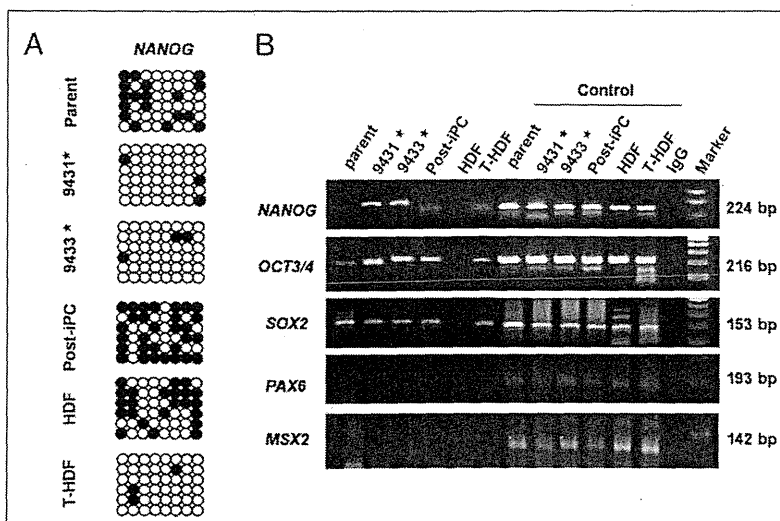 A
NANOG
Parent
9431*
9433 *
Post-iPC
HDF
T-HDF
B
Control
parent
9431 *
9433 *
Post-iPC
HDF
T-HDF
parent
9431 *
9433 *
Post-iPC
HDF
T-HDF
IgG
Marker
NANOG 224 bp
OCT3/4 216 bp
SOX2 153 bp
PAX6 193 bp
MSX2 142 bp